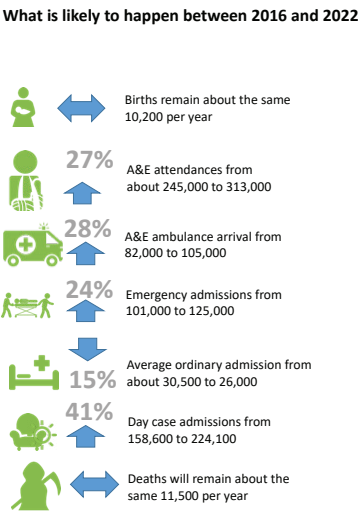 What is likely to happen between 2016 and 2022
Births remain about the same
10,200 per year
27%
A&E attendances from
about 245,000 to 313,000
28%
A&E ambulance arrival from
82,000 to 105,000
24%
Emergency admissions from
101,000 to 125,000
15%
Average ordinary admission from
about 30,500 to 26,000
41%
Day case admissions from
158,600 to 224,100
Deaths will remain about the
same 11,500 per year